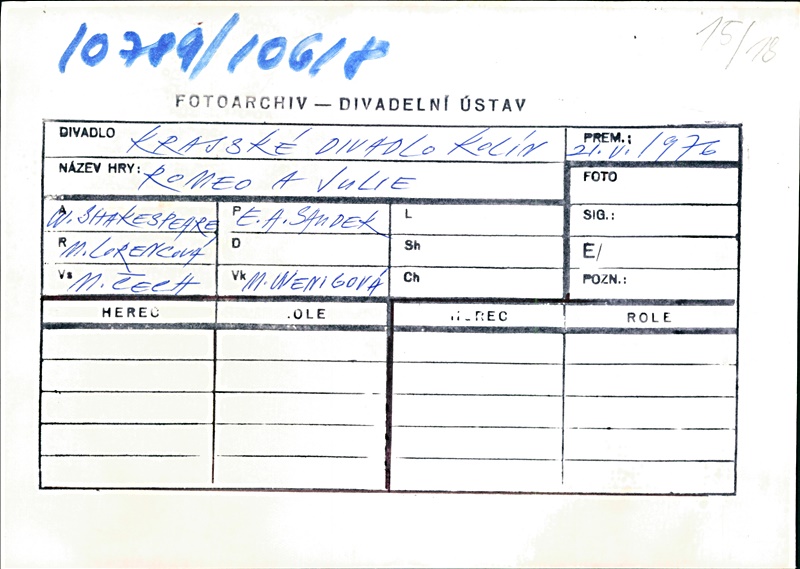 10789/10618
15/18
FOTOARCHIV — DIVADELNÍ ÚSTAV
DIVADLO KRAJSKÉ DIVADLO KOLÍN PREM.: 21. V. / 1976
NÁZEV HRY: ROMEO A JULIE FOTO
A W. SHAKESPEARE P E. A. SAUDEK L SIG.:
R M. LORENCOVÁ D Sh É/
Vs M. ČECH Vk M. WENIGOVÁ Ch POZN.:
HEREC ROLE HEREC ROLE